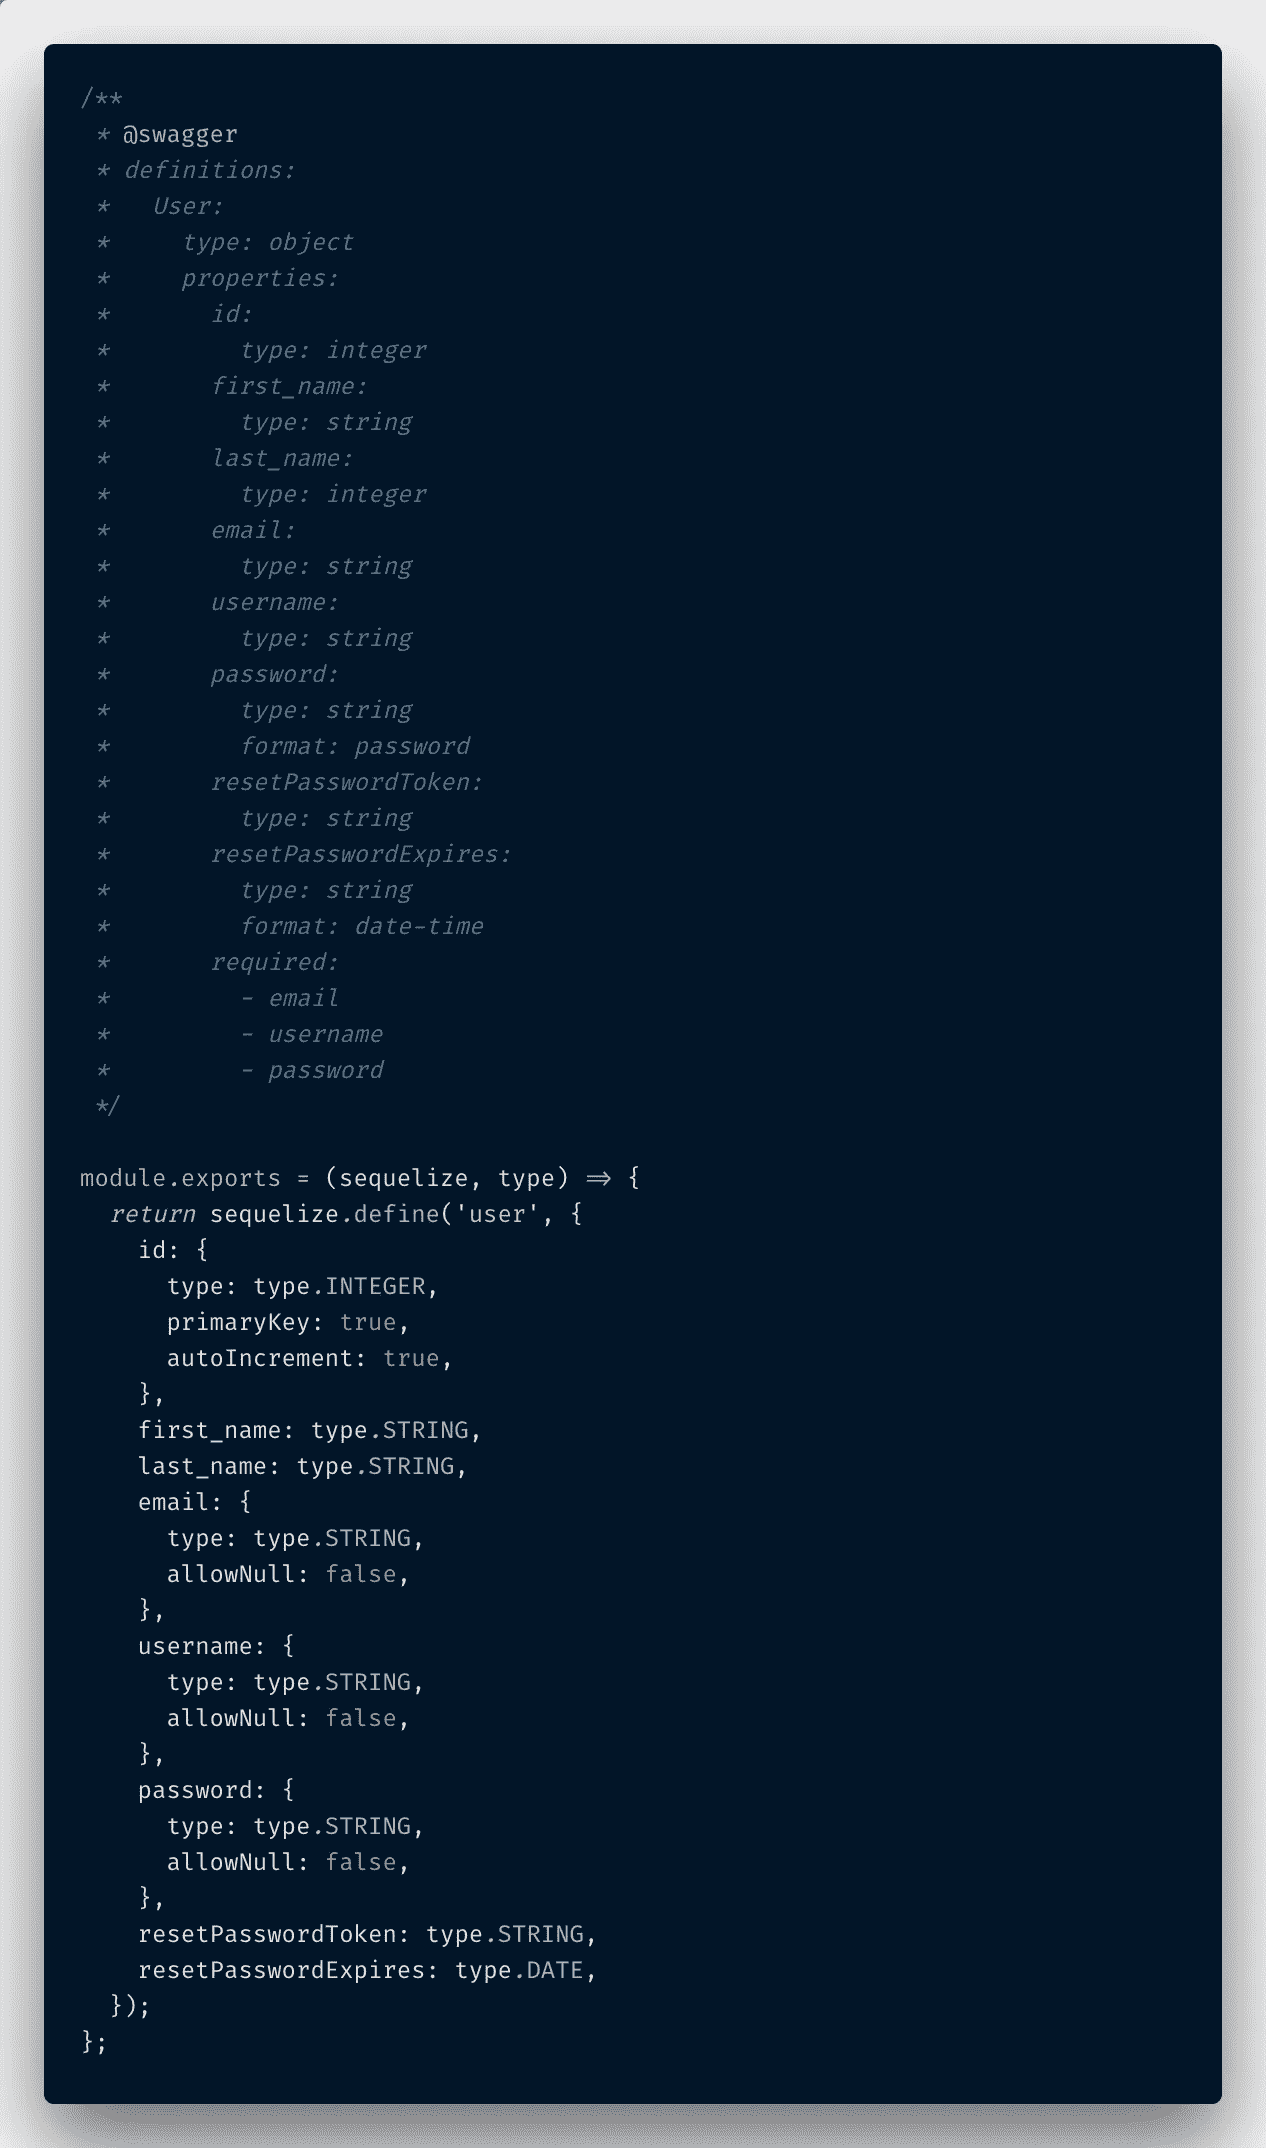 /**
 * @swagger
 * definitions:
 *   User:
 *     type: object
 *     properties:
 *       id:
 *         type: integer
 *       first_name:
 *         type: string
 *       last_name:
 *         type: integer
 *       email:
 *         type: string
 *       username:
 *         type: string
 *       password:
 *         type: string
 *         format: password
 *       resetPasswordToken:
 *         type: string
 *       resetPasswordExpires:
 *         type: string
 *         format: date-time
 *       required:
 *         - email
 *         - username
 *         - password
 */

module.exports = (sequelize, type) => {
  return sequelize.define('user', {
    id: {
      type: type.INTEGER,
      primaryKey: true,
      autoIncrement: true,
    },
    first_name: type.STRING,
    last_name: type.STRING,
    email: {
      type: type.STRING,
      allowNull: false,
    },
    username: {
      type: type.STRING,
      allowNull: false,
    },
    password: {
      type: type.STRING,
      allowNull: false,
    },
    resetPasswordToken: type.STRING,
    resetPasswordExpires: type.DATE,
  });
};